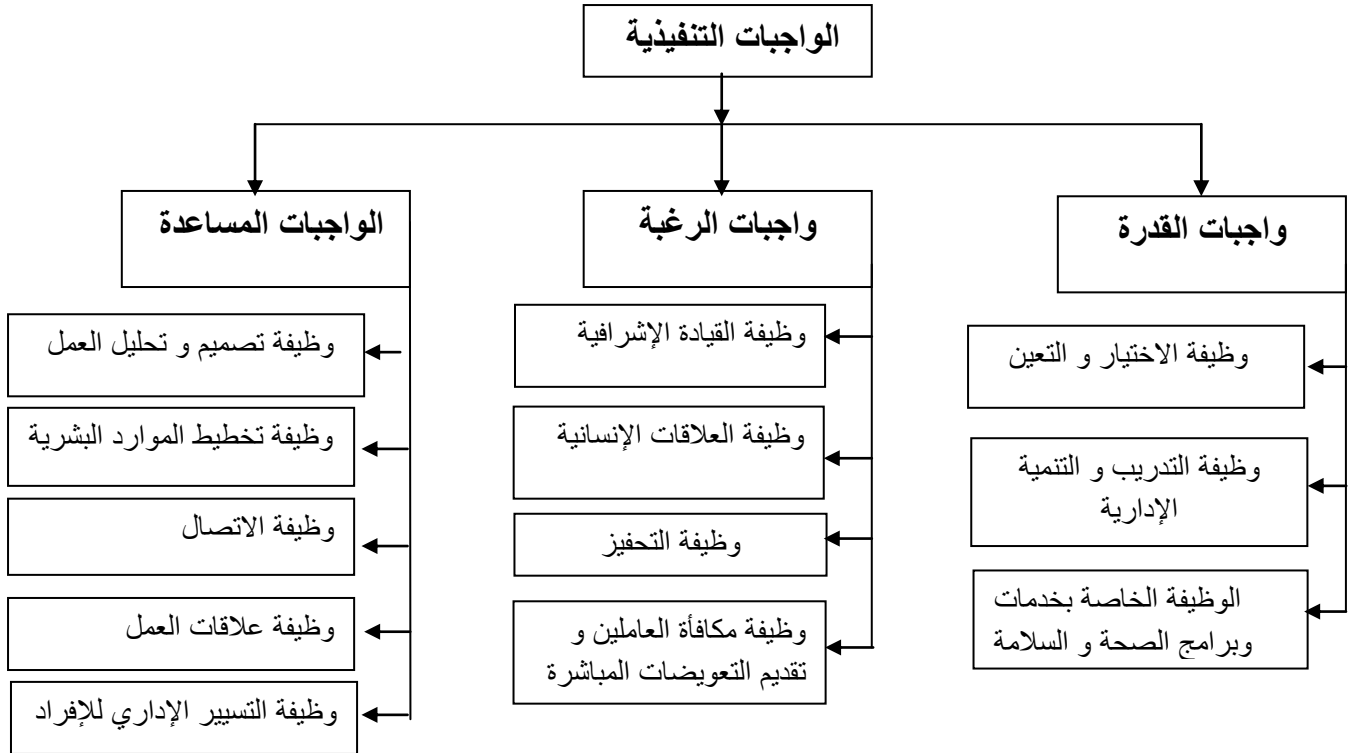 الواجبات التنفيذية
واجبات القدرة
واجبات الرغبة
الواجبات المساعدة
وظيفة الاختيار و التعين
وظيفة التدريب و التنمية
الإدارية
الوظيفة الخاصة بخدمات
وبرامج الصحة و السلامة
وظيفة القيادة الإشرافية
وظيفة العلاقات الإنسانية
وظيفة التحفيز
وظيفة مكافأة العاملين و
تقديم التعويضات المباشرة
وظيفة تصميم و تحليل العمل
وظيفة تخطيط الموارد البشرية
وظيفة الاتصال
وظيفة علاقات العمل
وظيفة التسيير الإداري للإفراد